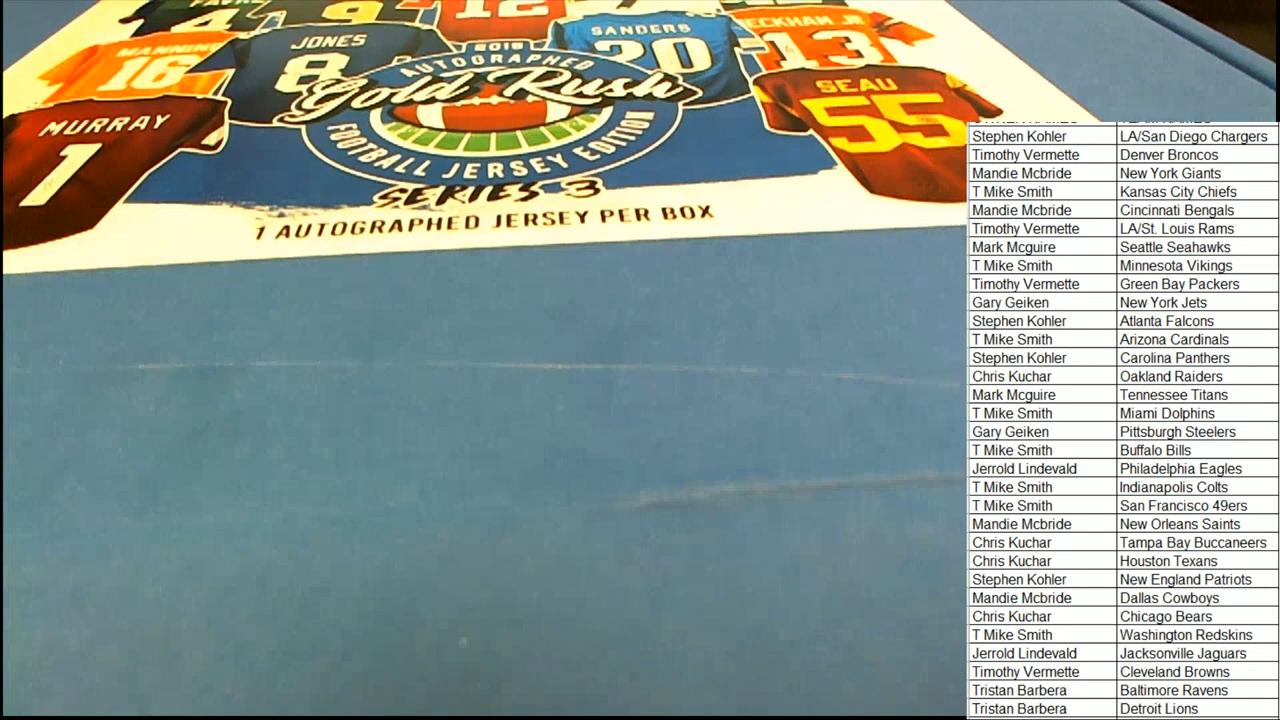 4
9
12
MANNING
16
JONES
8
SANDERS
20
BECKHAM JR
13
MURRAY
1
SEAU
55
2019
AUTOGRAPHED
Gold Rush
FOOTBALL JERSEY EDITION
SERIES 3
1 AUTOGRAPHED JERSEY PER BOX
Stephen Kohler LA/San Diego Chargers
Timothy Vermette Denver Broncos
Mandie Mcbride New York Giants
T Mike Smith Kansas City Chiefs
Mandie Mcbride Cincinnati Bengals
Timothy Vermette LA/St. Louis Rams
Mark Mcguire Seattle Seahawks
T Mike Smith Minnesota Vikings
Timothy Vermette Green Bay Packers
Gary Geiken New York Jets
Stephen Kohler Atlanta Falcons
T Mike Smith Arizona Cardinals
Stephen Kohler Carolina Panthers
Chris Kuchar Oakland Raiders
Mark Mcguire Tennessee Titans
T Mike Smith Miami Dolphins
Gary Geiken Pittsburgh Steelers
T Mike Smith Buffalo Bills
Jerrold Lindevald Philadelphia Eagles
T Mike Smith Indianapolis Colts
T Mike Smith San Francisco 49ers
Mandie Mcbride New Orleans Saints
Chris Kuchar Tampa Bay Buccaneers
Chris Kuchar Houston Texans
Stephen Kohler New England Patriots
Mandie Mcbride Dallas Cowboys
Chris Kuchar Chicago Bears
T Mike Smith Washington Redskins
Jerrold Lindevald Jacksonville Jaguars
Timothy Vermette Cleveland Browns
Tristan Barbera Baltimore Ravens
Tristan Barbera Detroit Lions